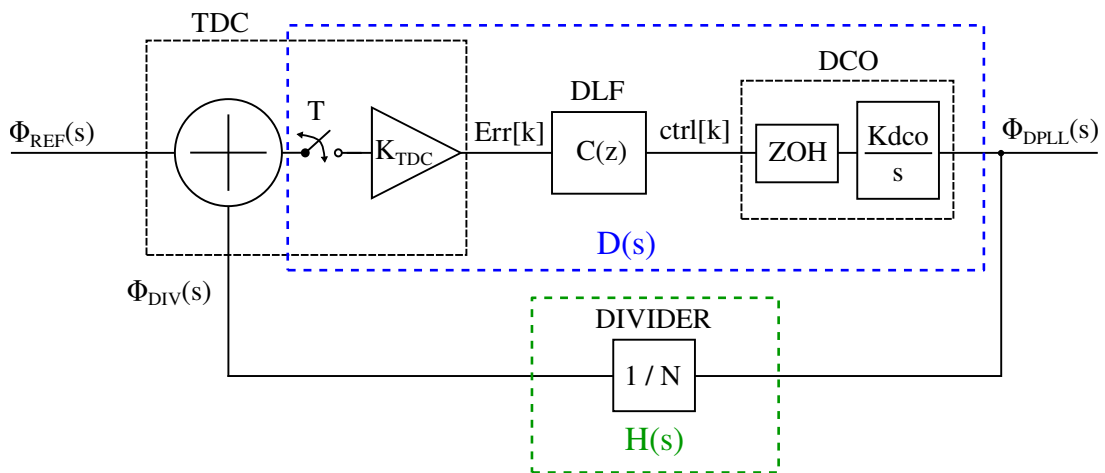 TDC
DCO
DLF
T
Φ_REF(s)
K_TDC
Err[k]
C(z)
ctrl[k]
ZOH
Kdco
s
Φ_DPLL(s)
D(s)
Φ_DIV(s)
DIVIDER
1 / N
H(s)